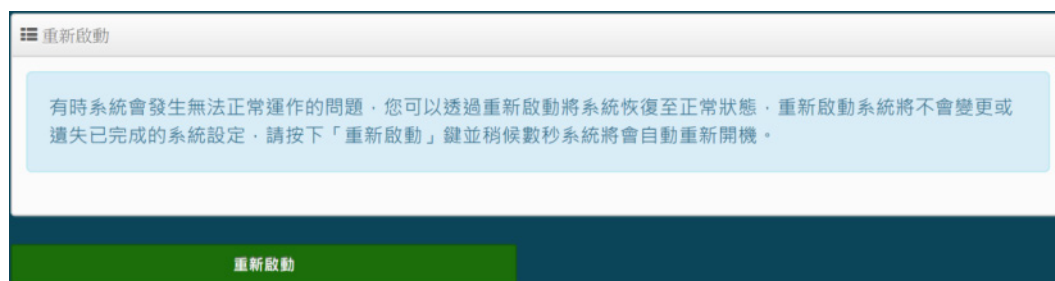 重新啟動
有時系統會發生無法正常運作的問題，您可以透過重新啟動將系統恢復至正常狀態，重新啟動系統將不會變更或
遺失已完成的系統設定，請按下「重新啟動」鍵並稍候數秒系統將會自動重新開機。
重新啟動